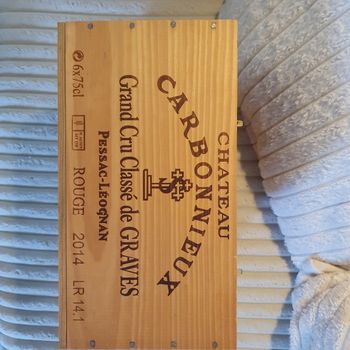 CHATEAU
CARBONNIEUX
Grand Cru Classé de GRAVES
PESSAC-LÉOGNAN
6x75cl
ROUGE 2014 LR 14.1